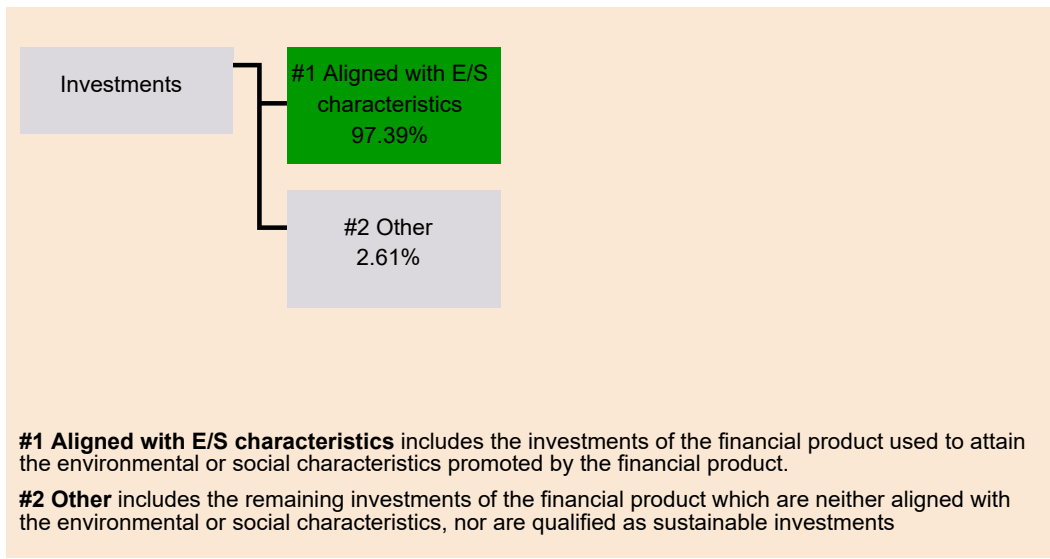 Investments
#1 Aligned with E/S
characteristics
97.39%
#2 Other
2.61%
#1 Aligned with E/S characteristics includes the investments of the financial product used to attain
the environmental or social characteristics promoted by the financial product.
#2 Other includes the remaining investments of the financial product which are neither aligned with
the environmental or social characteristics, nor are qualified as sustainable investments